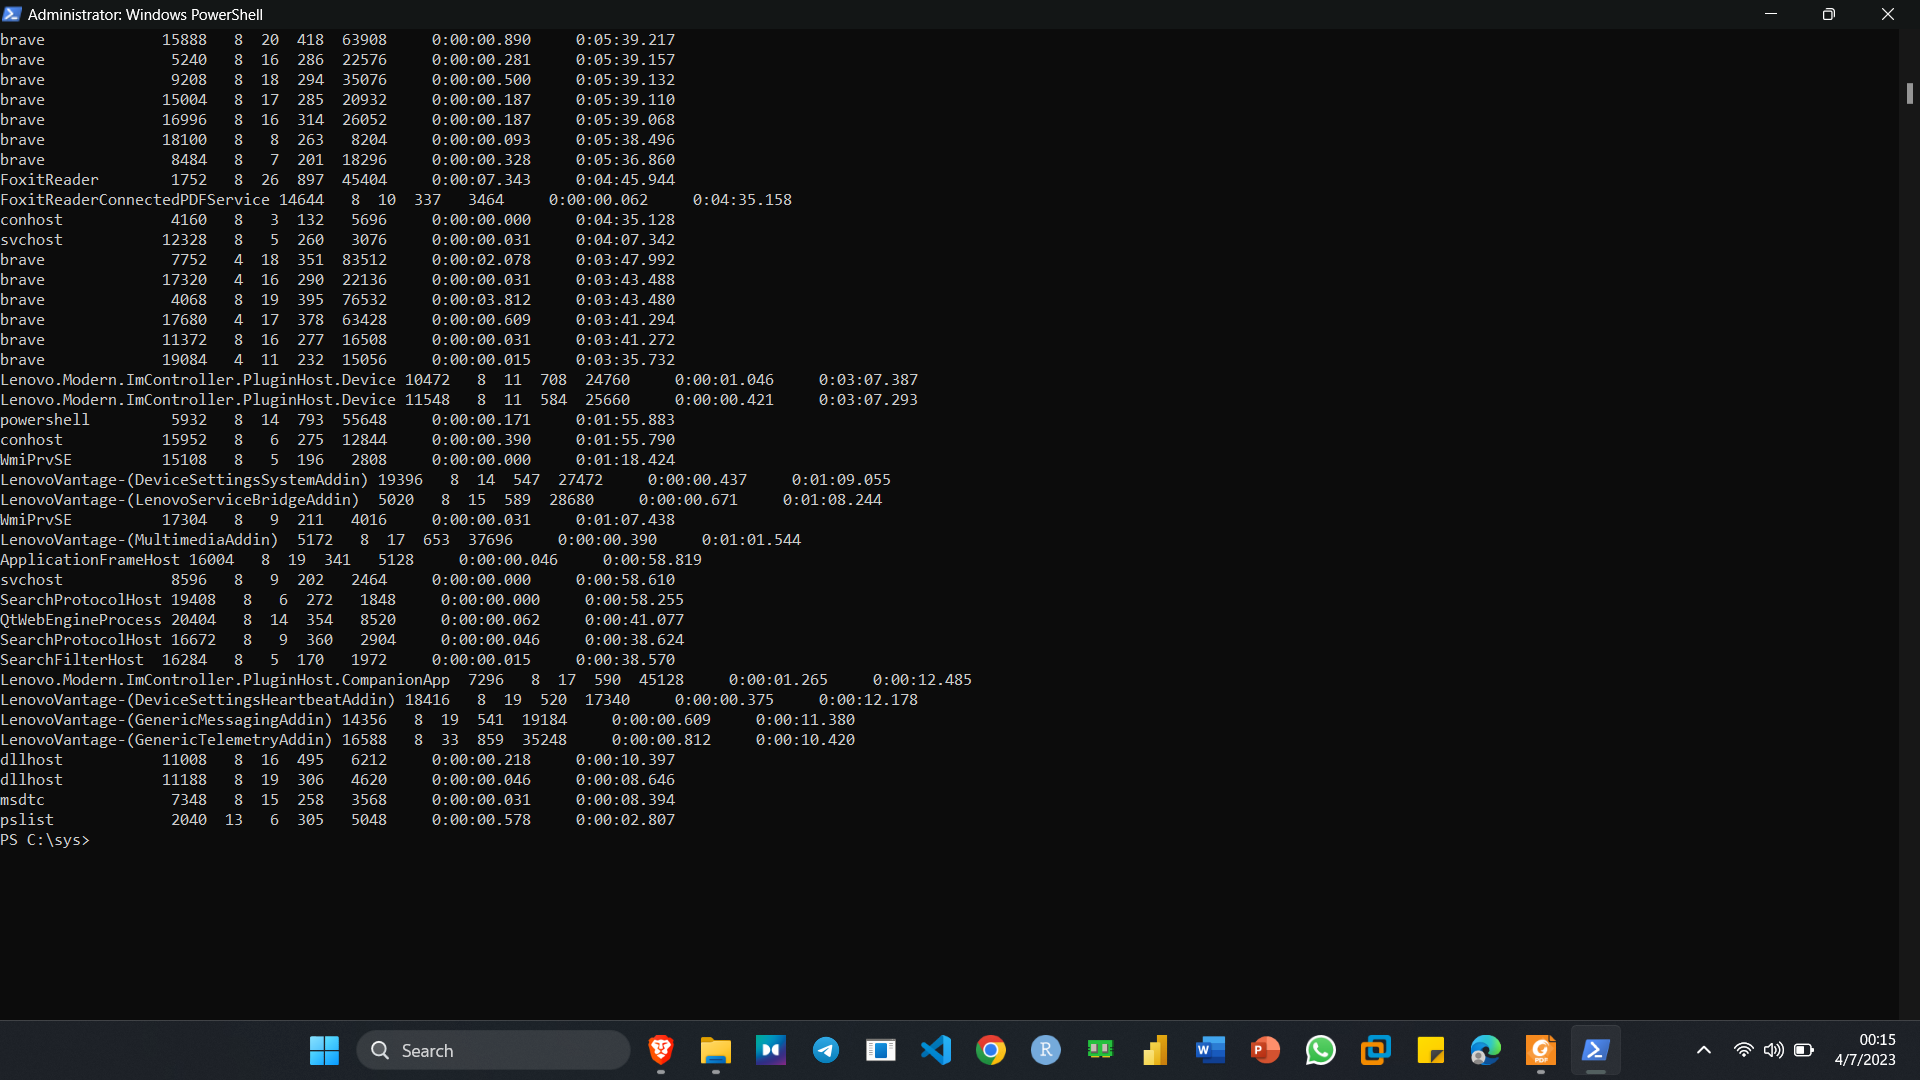 Administrator: Windows PowerShell
brave             15888   8  20  418  63908     0:00:00.890     0:05:39.217
brave              5240   8  16  286  22576     0:00:00.281     0:05:39.157
brave              9208   8  18  294  35076     0:00:00.500     0:05:39.132
brave             15004   8  17  285  20932     0:00:00.187     0:05:39.110
brave             16996   8  16  314  26052     0:00:00.187     0:05:39.068
brave             18100   8   8  263   8204     0:00:00.093     0:05:38.496
brave              8484   8   7  201  18296     0:00:00.328     0:05:36.860
FoxitReader        1752   8  26  897  45404     0:00:07.343     0:04:45.944
FoxitReaderConnectedPDFService 14644   8  10  337   3464     0:00:00.062     0:04:35.158
conhost            4160   8   3  132   5696     0:00:00.000     0:04:35.128
svchost           12328   8   5  260   3076     0:00:00.031     0:04:07.342
brave              7752   4  18  351  83512     0:00:02.078     0:03:47.992
brave             17320   4  16  290  22136     0:00:00.031     0:03:43.488
brave              4068   8  19  395  76532     0:00:03.812     0:03:43.480
brave             17680   4  17  378  63428     0:00:00.609     0:03:41.294
brave             11372   8  16  277  16508     0:00:00.031     0:03:41.272
brave             19084   4  11  232  15056     0:00:00.015     0:03:35.732
Lenovo.Modern.ImController.PluginHost.Device 10472   8  11  708  24760     0:00:01.046     0:03:07.387
Lenovo.Modern.ImController.PluginHost.Device 11548   8  11  584  25660     0:00:00.421     0:03:07.293
powershell         5932   8  14  793  55648     0:00:00.171     0:01:55.883
conhost           15952   8   6  275  12844     0:00:00.390     0:01:55.790
WmiPrvSE          15108   8   5  196   2808     0:00:00.000     0:01:18.424
LenovoVantage-(DeviceSettingsSystemAddin) 19396   8  14  547  27472     0:00:00.437     0:01:09.055
LenovoVantage-(LenovoServiceBridgeAddin)  5020   8  15  589  28680     0:00:00.671     0:01:08.244
WmiPrvSE          17304   8   9  211   4016     0:00:00.031     0:01:07.438
LenovoVantage-(MultimediaAddin)  5172   8  17  653  37696     0:00:00.390     0:01:01.544
ApplicationFrameHost 16004   8  19  341   5128     0:00:00.046     0:00:58.819
svchost            8596   8   9  202   2464     0:00:00.000     0:00:58.610
SearchProtocolHost 19408   8   6  272   1848     0:00:00.000     0:00:58.255
QtWebEngineProcess 20404   8  14  354   8520     0:00:00.062     0:00:41.077
SearchProtocolHost 16672   8   9  360   2904     0:00:00.046     0:00:38.624
SearchFilterHost  16284   8   5  170   1972     0:00:00.015     0:00:38.570
Lenovo.Modern.ImController.PluginHost.CompanionApp  7296   8  17  590  45128     0:00:01.265     0:00:12.485
LenovoVantage-(DeviceSettingsHeartbeatAddin) 18416   8  19  520  17340     0:00:00.375     0:00:12.178
LenovoVantage-(GenericMessagingAddin) 14356   8  19  541  19184     0:00:00.609     0:00:11.380
LenovoVantage-(GenericTelemetryAddin) 16588   8  33  859  35248     0:00:00.812     0:00:10.420
dllhost           11008   8  16  495   6212     0:00:00.218     0:00:10.397
dllhost           11188   8  19  306   4620     0:00:00.046     0:00:08.646
msdtc              7348   8  15  258   3568     0:00:00.031     0:00:08.394
pslist             2040  13   6  305   5048     0:00:00.578     0:00:02.807
PS C:\sys>
Search
00:15
4/7/2023